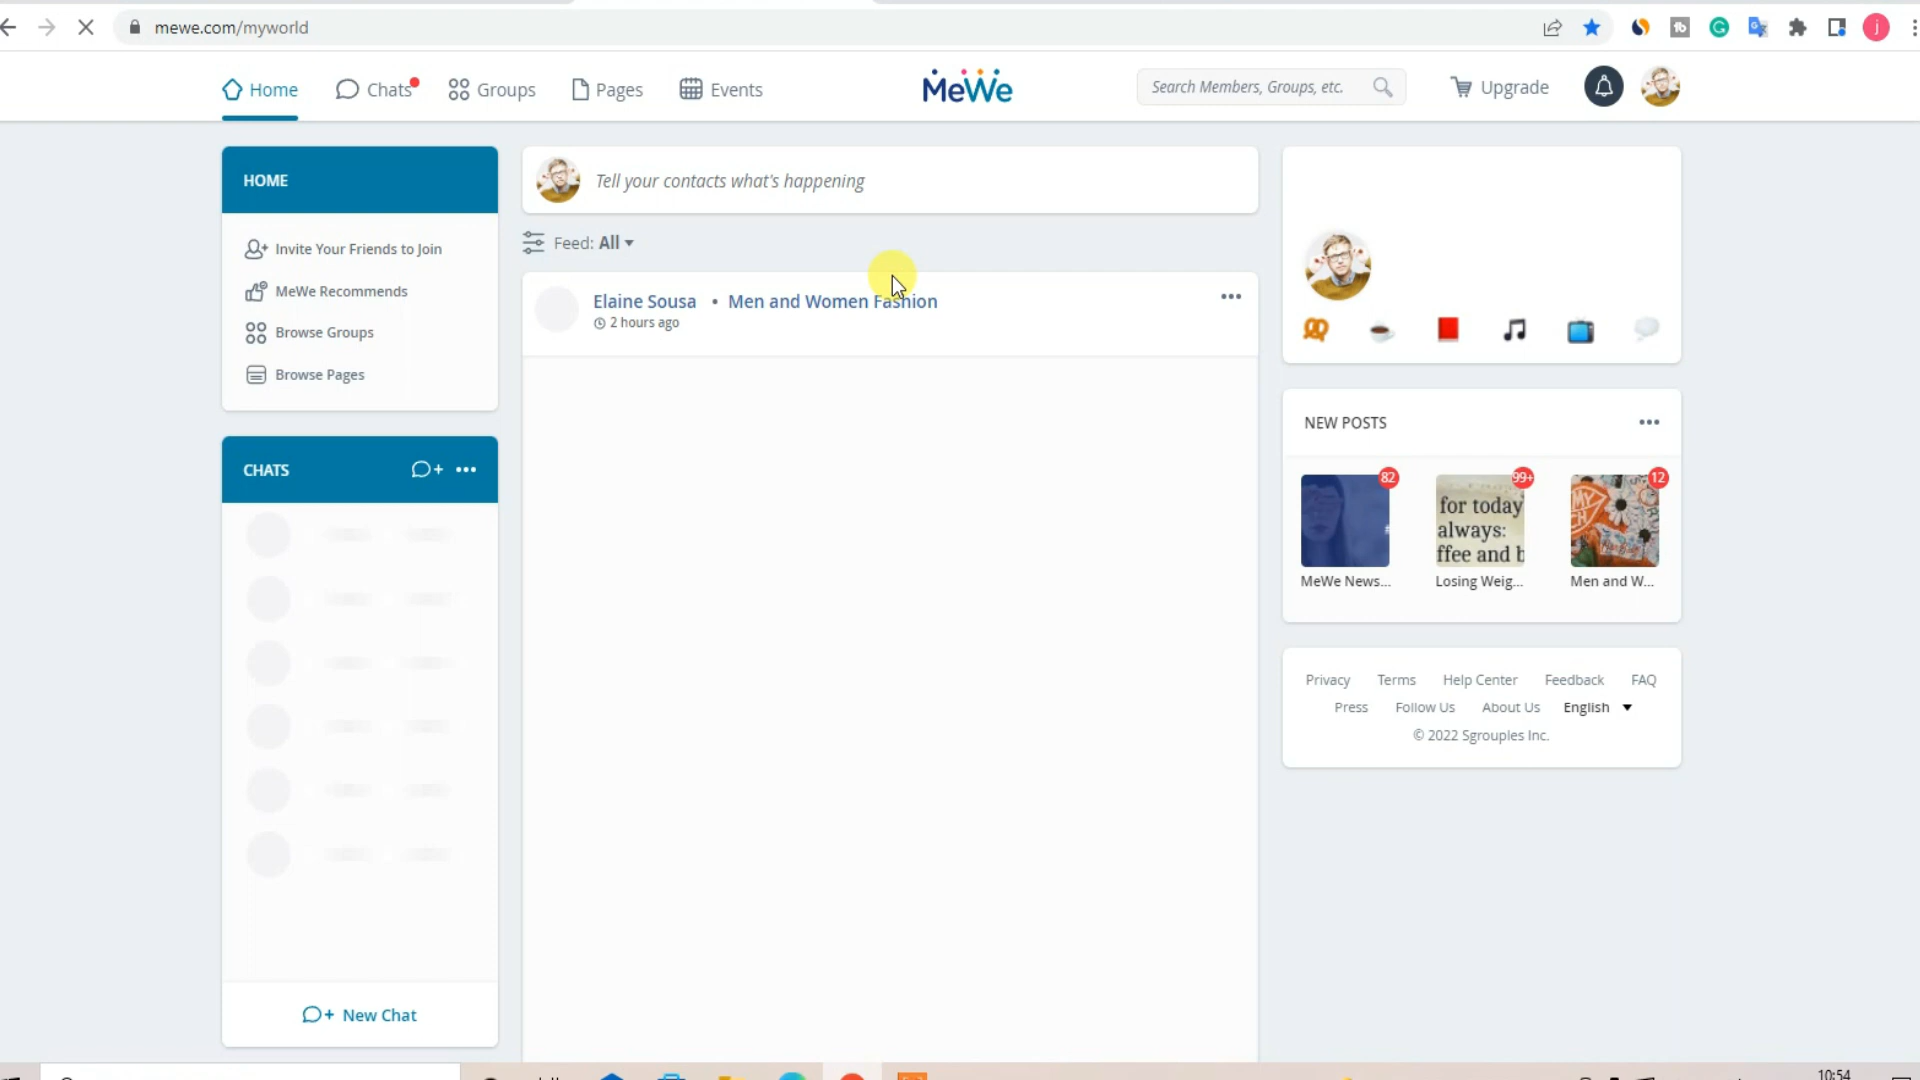 mewe.com/myworld
Home
Chats
Groups
Pages
Events
MeWe
Search Members, Groups, etc.
Upgrade
HOME
Invite Your Friends to Join
MeWe Recommends
Browse Groups
Browse Pages
CHATS
New Chat
Tell your contacts what's happening
Feed: All
Elaine Sousa • Men and Women Fashion
2 hours ago
NEW POSTS
82
99+
12
for today
always:
ffee and b
MeWe News...
Losing Weig...
Men and W...
Privacy Terms Help Center Feedback FAQ
Press Follow Us About Us English
© 2022 Sgrouples Inc.
10:54